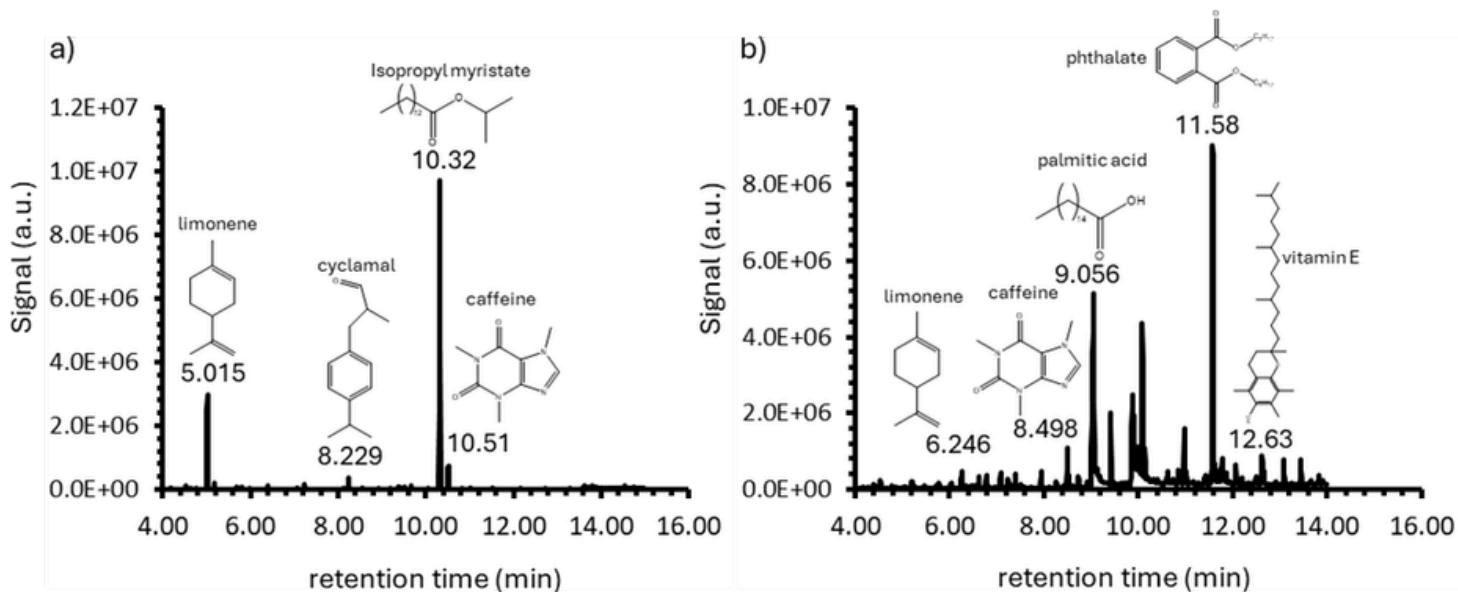 a)
Isopropyl myristate
12
O
O
10.32
1.2E+07
1.0E+07
8.0E+06
6.0E+06
4.0E+06
2.0E+06
0.0E+00
Signal (a.u.)
limonene
5.015
cyclamal
O
8.229
caffeine
O
N
N
O
N
N
10.51
4.00 6.00 8.00 10.00 12.00 14.00 16.00
retention time (min)
b)
phthalate
O
O
O
O
11.58
1.0E+07
8.0E+06
6.0E+06
4.0E+06
2.0E+06
0.0E+00
Signal (a.u.)
palmitic acid
14
OH
O
9.056
limonene
6.246
caffeine
O
N
N
O
N
N
8.498
vitamin E
12.63
4.00 6.00 8.00 10.00 12.00 14.00 16.00
retention time (min)